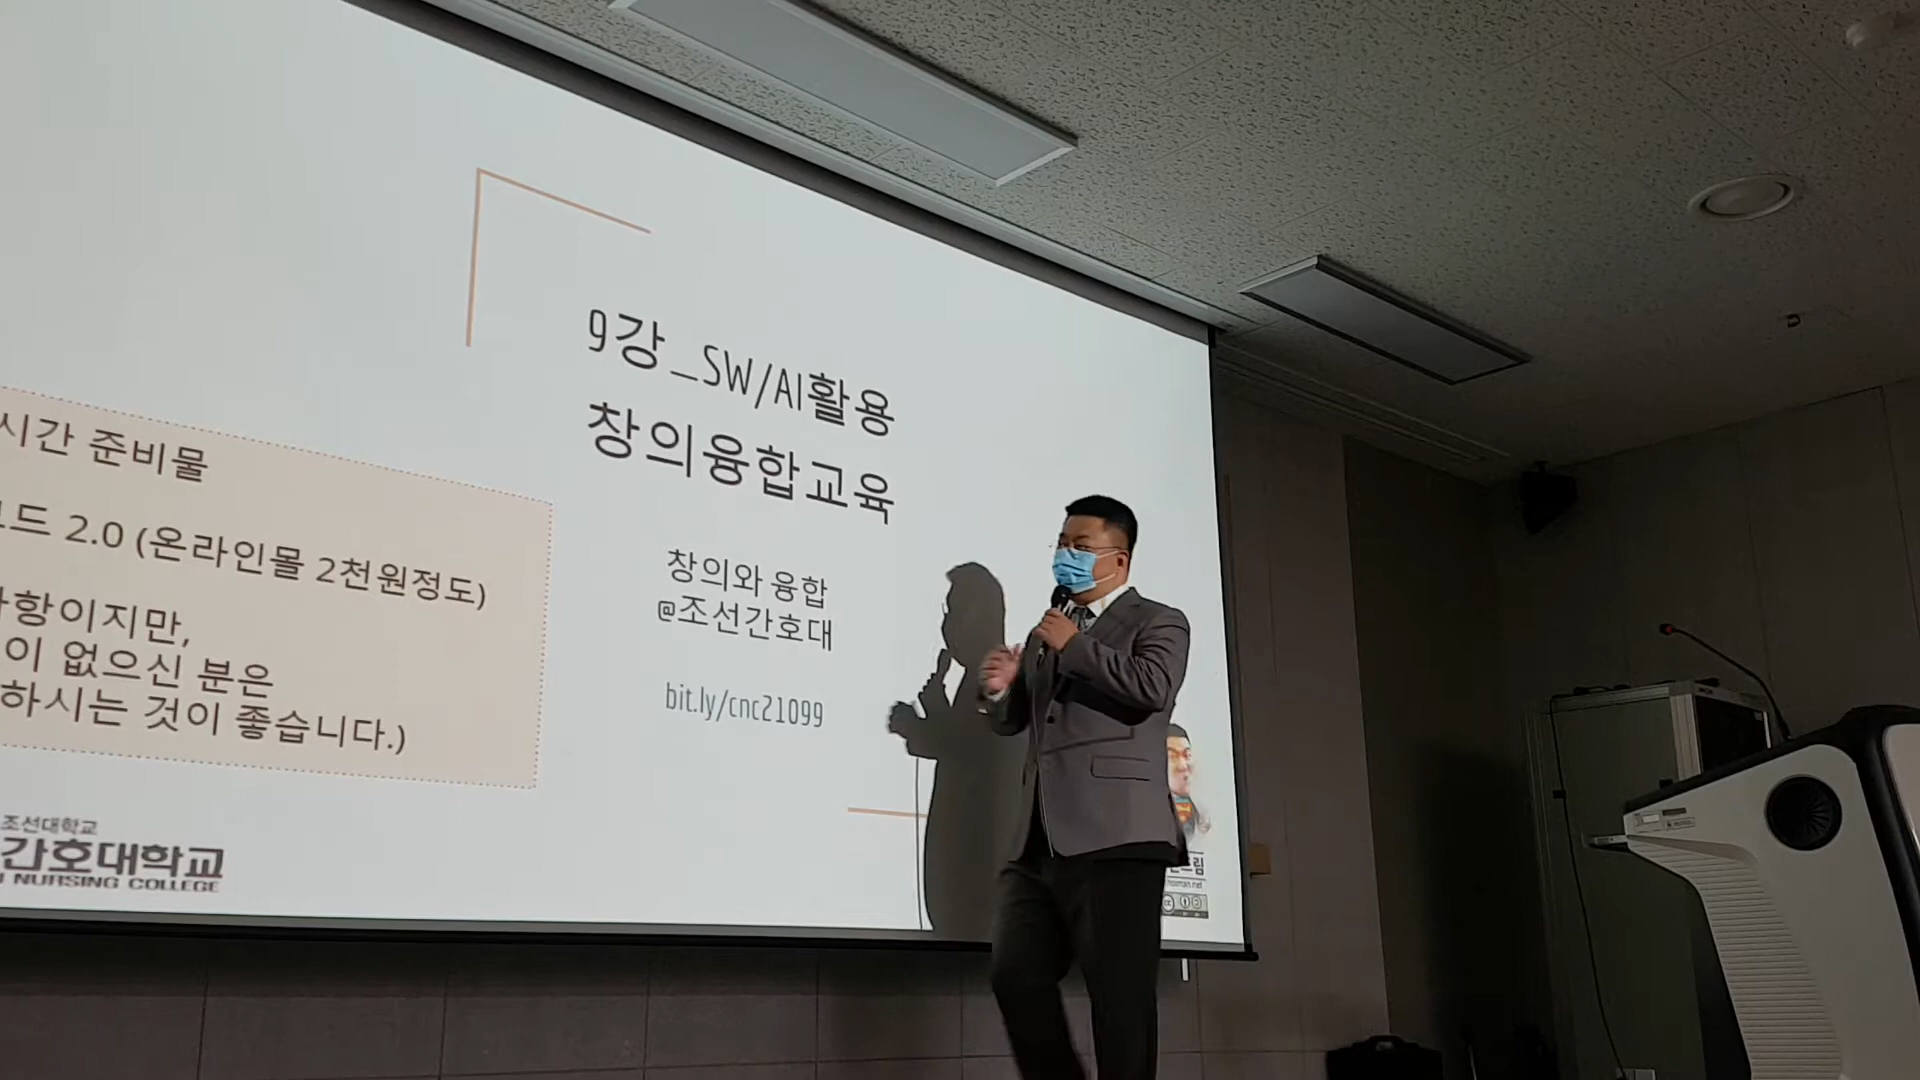 9강_SW/AI활용
창의융합교육
창의와 융합
@조선간호대
bit.ly/cnc21099
시간 준비물
드 2.0 (온라인몰 2천원정도)
항이지만,
이 없으신 분은
하시는 것이 좋습니다.)
조선대학교
간호대학교
NURSING COLLEGE
드림